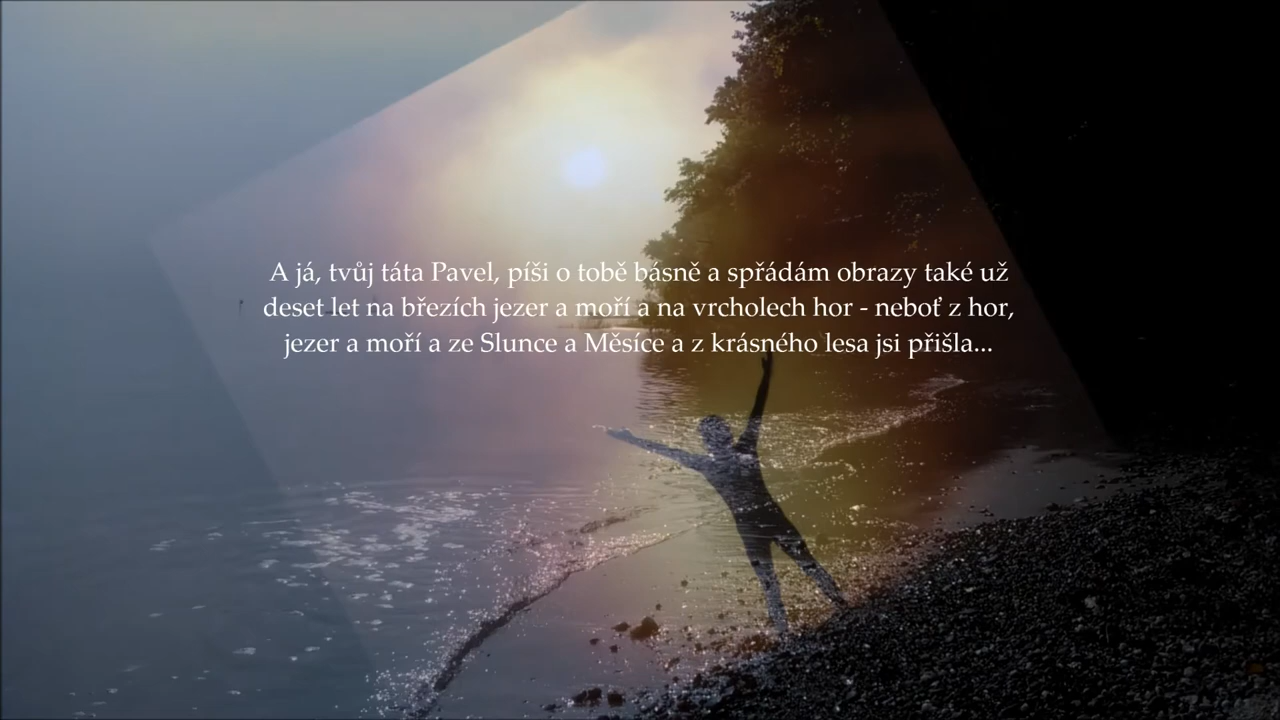 A já, tvůj táta Pavel, píši o tobě básně a spřádám obrazy také už
deset let na březích jezer a moří a na vrcholech hor - neboť z hor,
jezer a moří a ze Slunce a Měsíce a z krásného lesa jsi přišla...